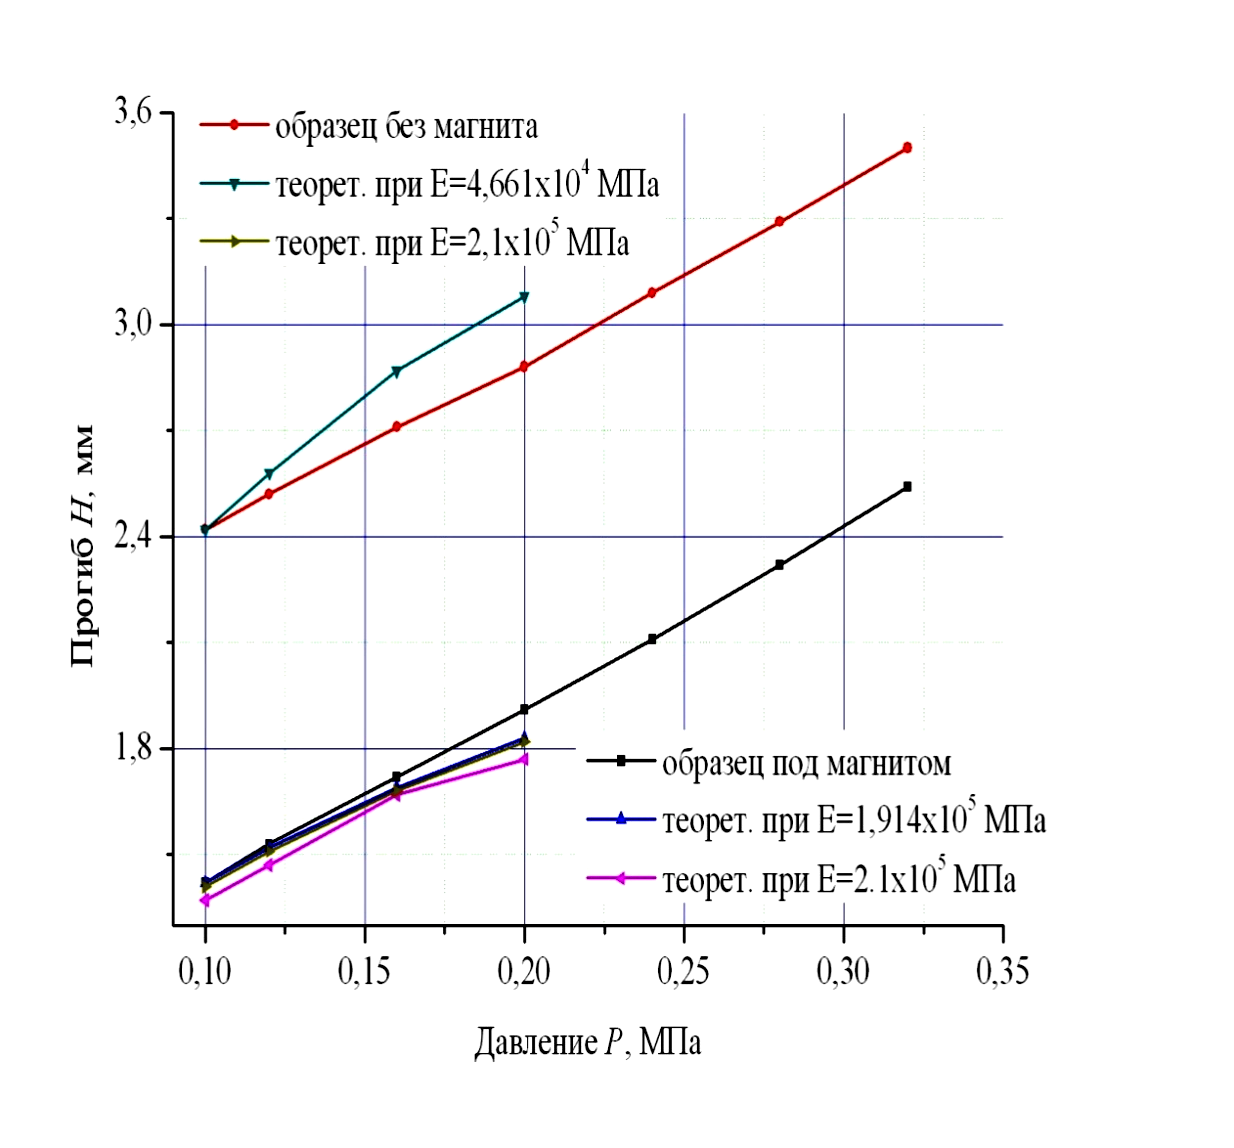 3,6
образец без магнита
теорет. при E=4,661x10⁴ МПа
теорет. при E=2,1x10⁵ МПа
3,0
2,4
1,8
Прогиб H, мм
образец под магнитом
теорет. при E=1,914x10⁵ МПа
теорет. при E=2.1x10⁵ МПа
0,10 0,15 0,20 0,25 0,30 0,35
Давление P, МПа